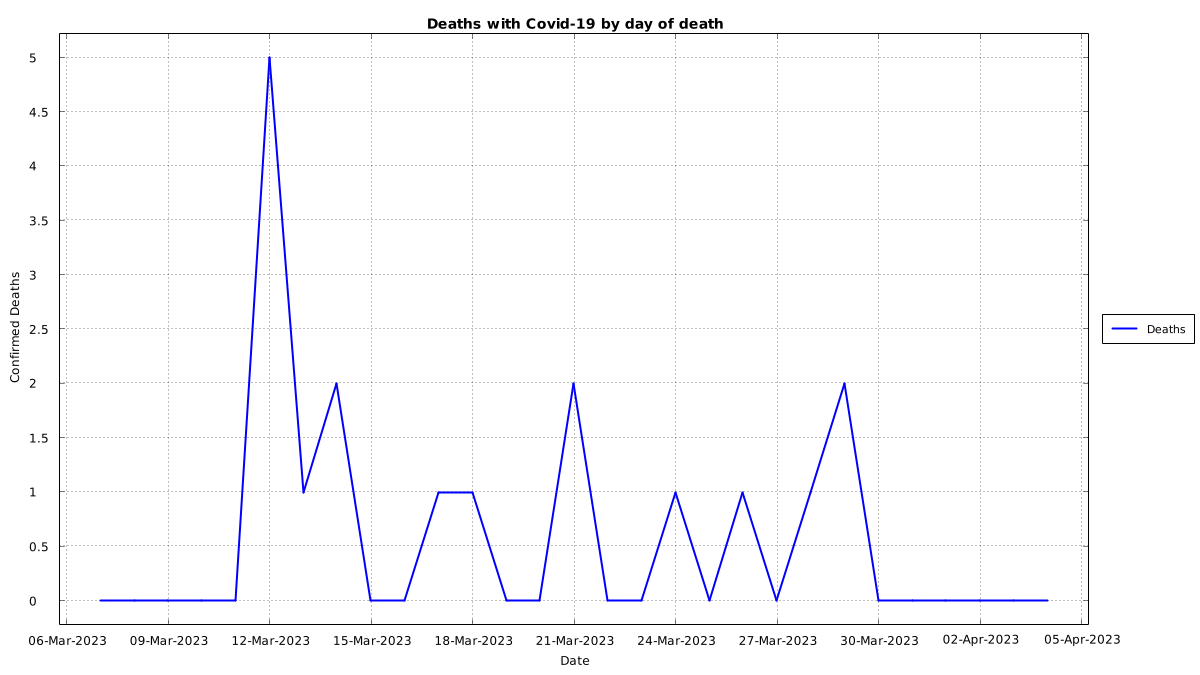 Deaths with Covid-19 by day of death
5
4.5
4
3.5
3
2.5
2
1.5
1
0.5
0
Confirmed Deaths
06-Mar-2023 09-Mar-2023 12-Mar-2023 15-Mar-2023 18-Mar-2023 21-Mar-2023 24-Mar-2023 27-Mar-2023 30-Mar-2023 02-Apr-2023 05-Apr-2023
Date
Deaths